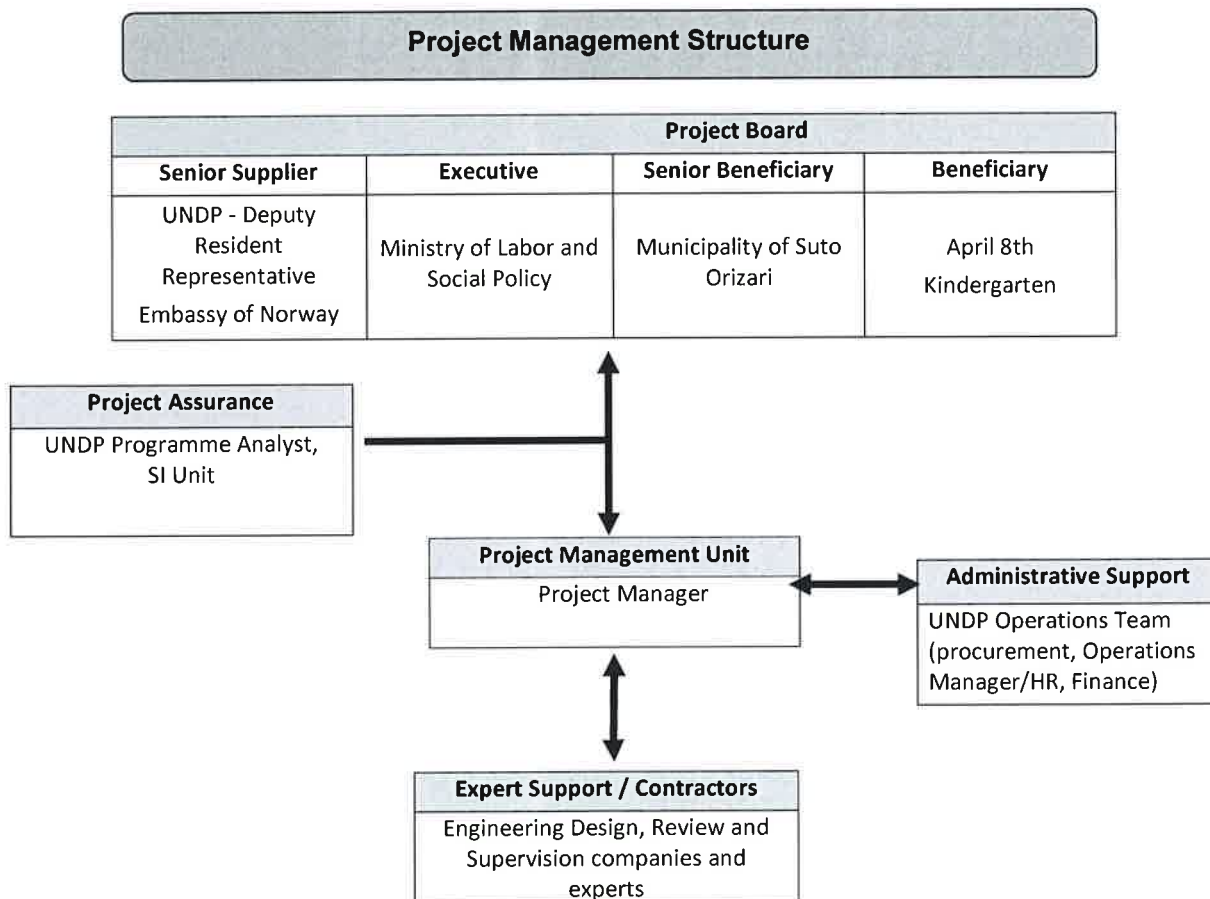 Project Management Structure
Project Board
Senior Supplier
Executive
Senior Beneficiary
Beneficiary
UNDP - Deputy
Resident
Representative
Embassy of Norway
Ministry of Labor and
Social Policy
Municipality of Suto
Orizari
April 8th
Kindergarten
Project Assurance
UNDP Programme Analyst,
SI Unit
Project Management Unit
Project Manager
Administrative Support
UNDP Operations Team
(procurement, Operations
Manager/HR, Finance)
Expert Support / Contractors
Engineering Design, Review and
Supervision companies and
experts